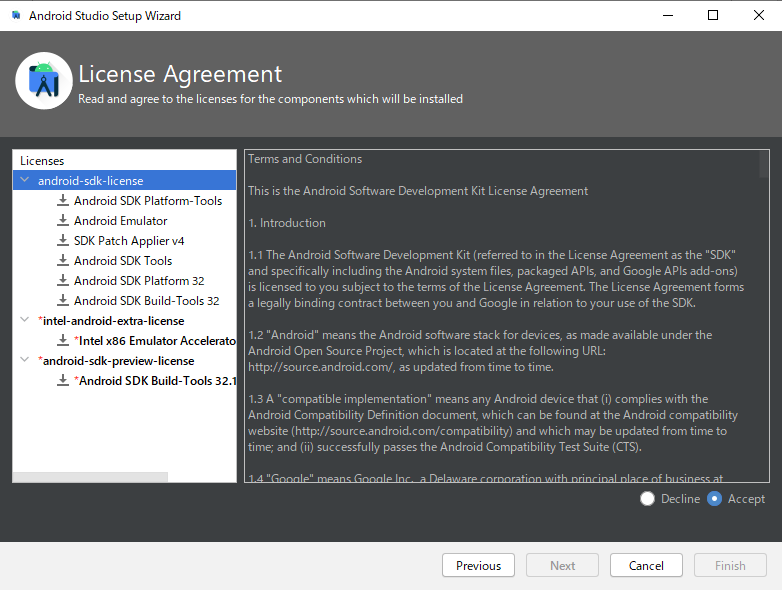 Android Studio Setup Wizard
License Agreement
Read and agree to the licenses for the components which will be installed
Licenses
android-sdk-license
Android SDK Platform-Tools
Android Emulator
SDK Patch Applier v4
Android SDK Tools
Android SDK Platform 32
Android SDK Build-Tools 32
*intel-android-extra-license
*Intel x86 Emulator Accelerato
*android-sdk-preview-license
*Android SDK Build-Tools 32.1
Terms and Conditions
This is the Android Software Development Kit License Agreement
1. Introduction
1.1 The Android Software Development Kit (referred to in the License Agreement as the "SDK"
and specifically including the Android system files, packaged APIs, and Google APIs add-ons)
is licensed to you subject to the terms of the License Agreement. The License Agreement forms
a legally binding contract between you and Google in relation to your use of the SDK.
1.2 "Android" means the Android software stack for devices, as made available under the
Android Open Source Project, which is located at the following URL:
http://source.android.com/, as updated from time to time.
1.3 A "compatible implementation" means any Android device that (i) complies with the
Android Compatibility Definition document, which can be found at the Android compatibility
website (http://source.android.com/compatibility) and which may be updated from time to
time; and (ii) successfully passes the Android Compatibility Test Suite (CTS).
1.4 "Google" means Google Inc., a Delaware corporation with principal place of business at
Decline
Accept
Previous
Next
Cancel
Finish